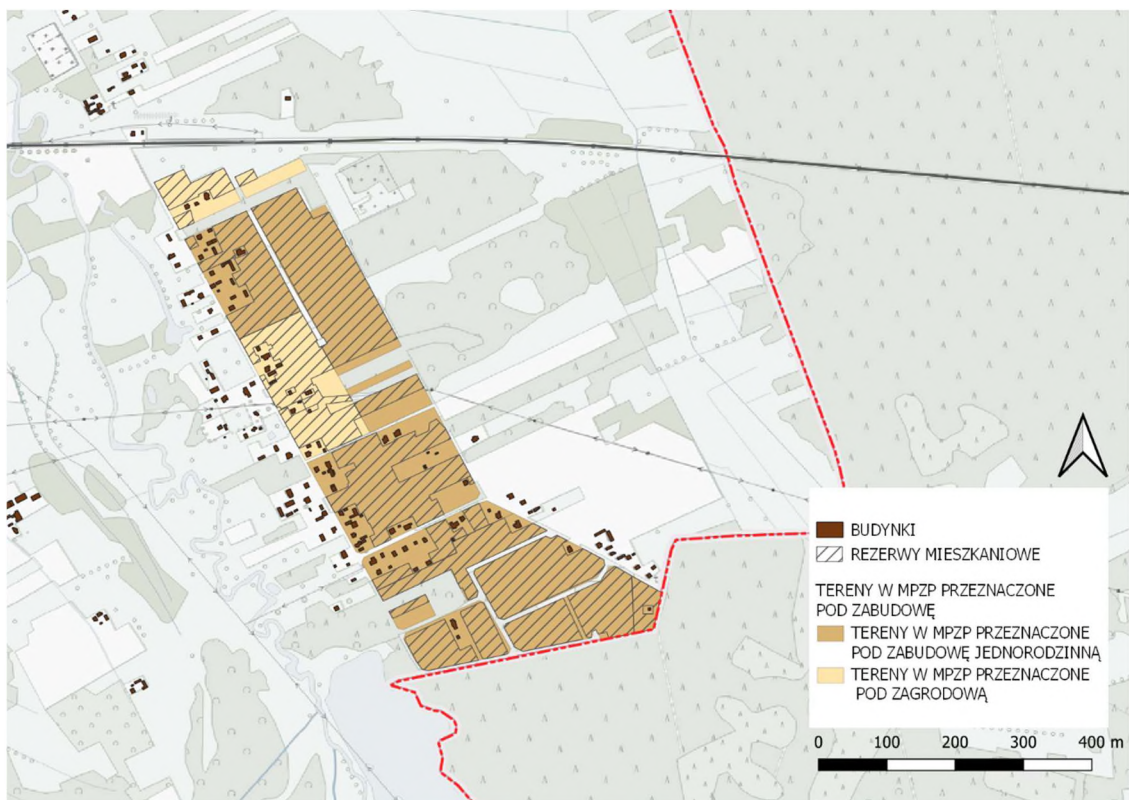 BUDYNKI
REZERWY MIESZKANIOWE
TERENY W MPZP PRZEZNACZONE
POD ZABUDOWĘ
TERENY W MPZP PRZEZNACZONE
POD ZABUDOWĘ JEDNORODZINNĄ
TERENY W MPZP PRZEZNACZONE
POD ZAGRODOWĄ
0 100 200 300 400 m